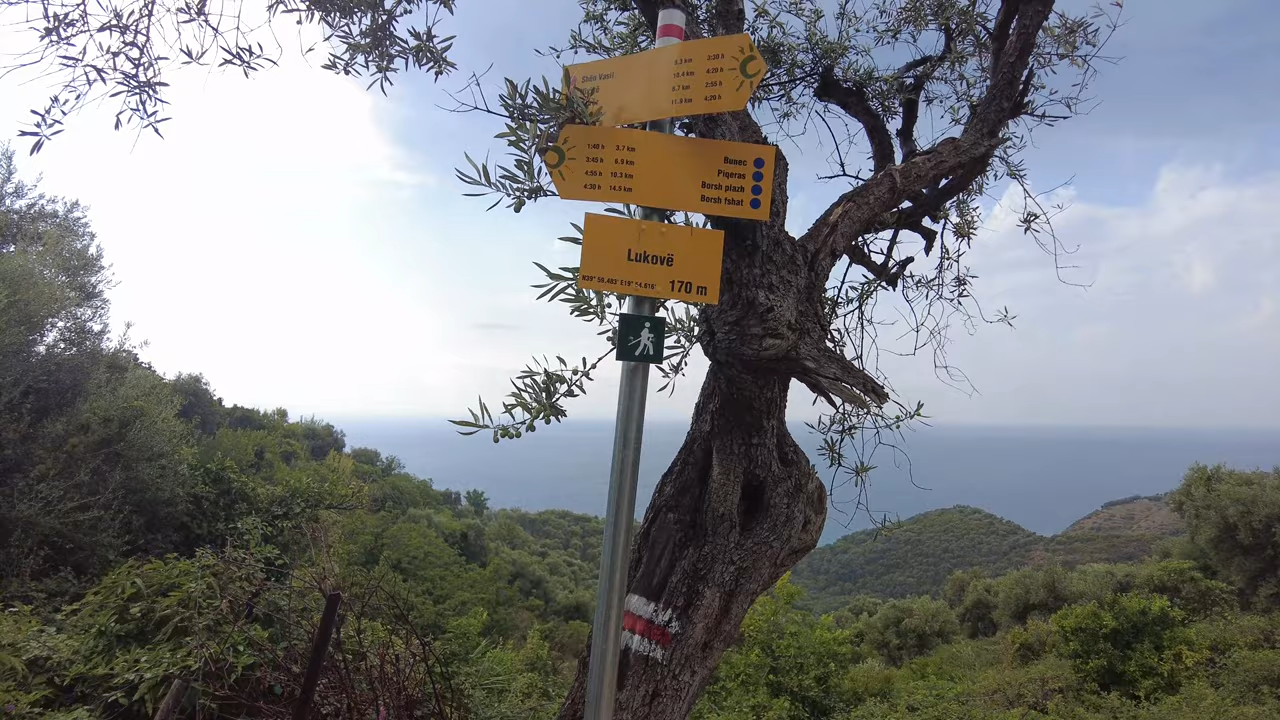 5.3 km 3:30 h
Shën Vasil 10.4 km 4:20 h
8.7 km 2:55 h
11.8 km 4:20 h
1:40 h 3.7 km Bunec
3:45 h 6.9 km Piqeras
4:55 h 10.3 km Borsh plazh
4:30 h 14.5 km Borsh fshat
Lukovë
170 m